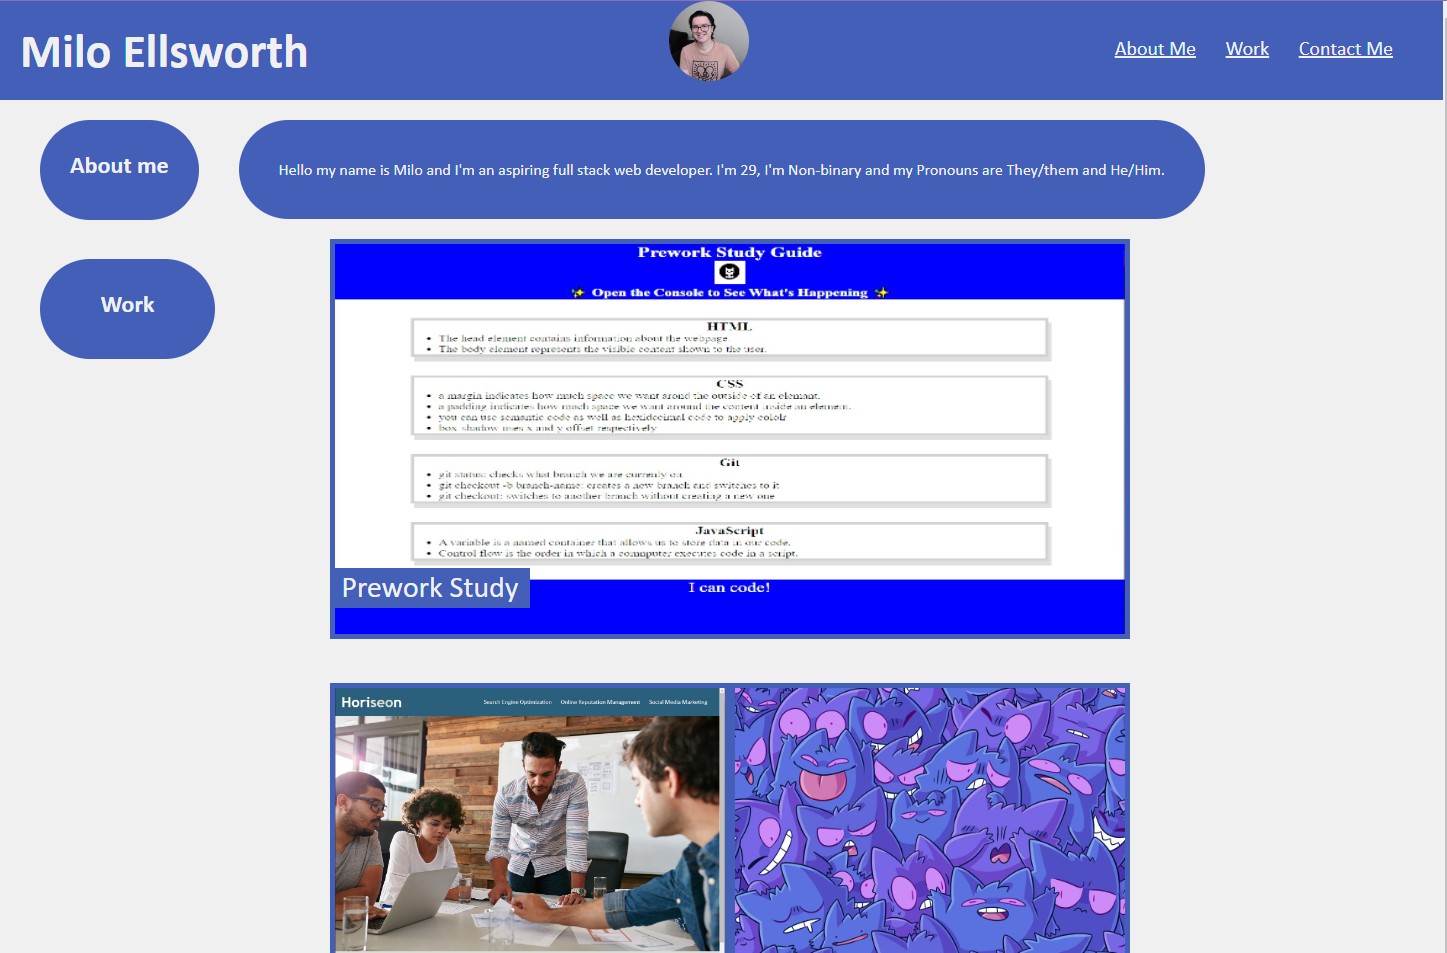 Milo Ellsworth
About Me Work Contact Me
About me
Hello my name is Milo and I'm an aspiring full stack web developer. I'm 29, I'm Non-binary and my Pronouns are They/them and He/Him.
Work
Prework Study Guide
✨ Open the Console to See What's Happening ✨
HTML
• The head element contains information about the webpage.
• The body element represents the visible content shown to the user.
CSS
• a margin indicates how much space we want around the outside of an elemant.
• a padding indicates how much space we want around the content inside an element.
• you can use semantic code as well as hexidecimal code to apply cololr
• box-shadow uses x and y offset respectively
Git
• git status: checks what branch we are currenly on
• git checkout -b branch-name: creates a new branch and switches to it
• git checkout: switches to another branch without creating a new one
JavaScript
• A variable is a named container that allows us to store data in our code.
• Control flow is the order in which a comnputer executes code in a script.
I can code!
Prework Study
Horiseon
Search Engine Optimization Online Reputation Management Social Media Marketing